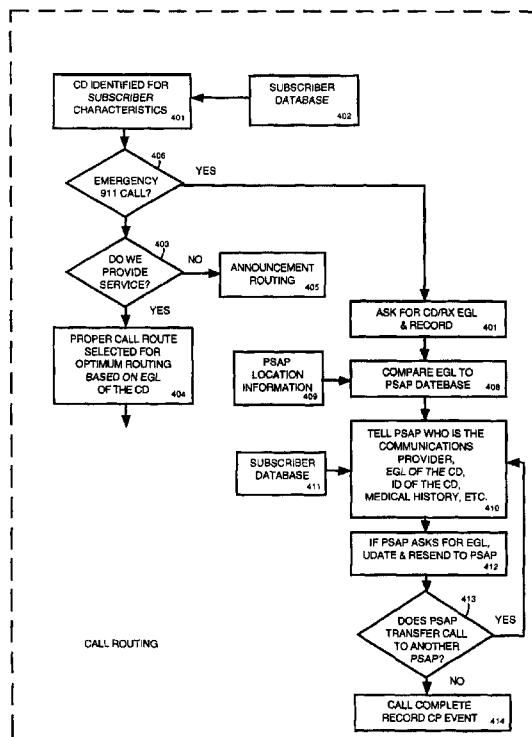 CD IDENTIFIED FOR
SUBSCRIBER
CHARACTERISTICS
401
SUBSCRIBER
DATABASE
402
406
EMERGENCY
911 CALL?
YES
403
DO WE
PROVIDE
SERVICE?
NO
YES
ANNOUNCEMENT
ROUTING
405
PROPER CALL ROUTE
SELECTED FOR
OPTIMUM ROUTING
BASED ON EGL
OF THE CD
404
ASK FOR CD/RX EGL
& RECORD
401
PSAP
LOCATION
INFORMATION
409
COMPARE EGL TO
PSAP DATEBASE
408
TELL PSAP WHO IS THE
COMMUNICATIONS
PROVIDER,
EGL OF THE CD,
ID OF THE CD,
MEDICAL HISTORY, ETC.
410
SUBSCRIBER
DATABASE
411
IF PSAP ASKS FOR EGL,
UDATE & RESEND TO PSAP
412
413
DOES PSAP
TRANSFER CALL
TO ANOTHER
PSAP?
YES
NO
CALL ROUTING
CALL COMPLETE
RECORD CP EVENT
414